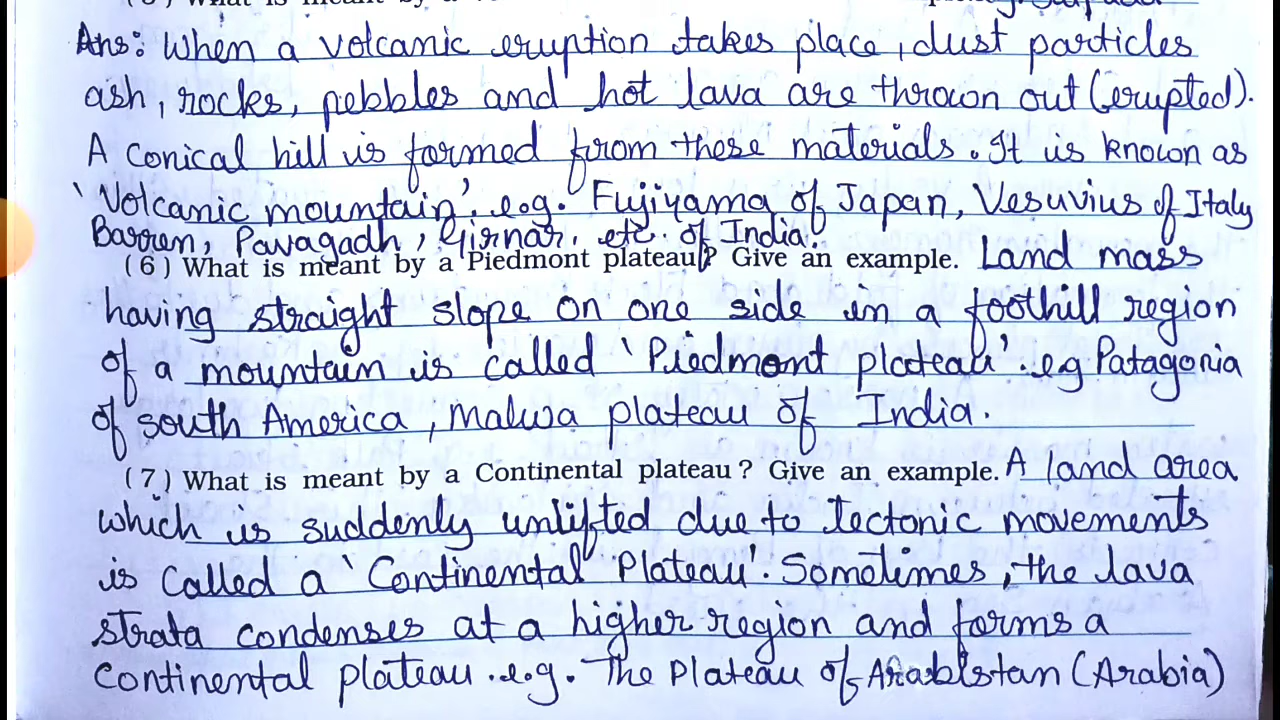 Ans: When a volcanic eruption takes place, dust particles
ash, rocks, pebbles and hot lava are thrown out (erupted).
A conical hill is formed from these materials. It is known as
'Volcanic mountain'. e.g. Fujiyama of Japan, Vesuvius of Italy
Barren, Pavagadh, Girnar, etc. of India.
(6) What is meant by a Piedmont plateau? Give an example. Land mass
having straight slope on one side in a foothill region
of a mountain is called 'Piedmont plateau'. e.g Patagonia
of south America, Malwa plateau of India.
(7) What is meant by a Continental plateau? Give an example. A land area
which is suddenly unlifted due to tectonic movements
is called a 'Continental Plateau'. Sometimes, the lava
strata condenses at a higher region and forms a
continental plateau. e.g. The Plateau of Arabistan (Arabia)